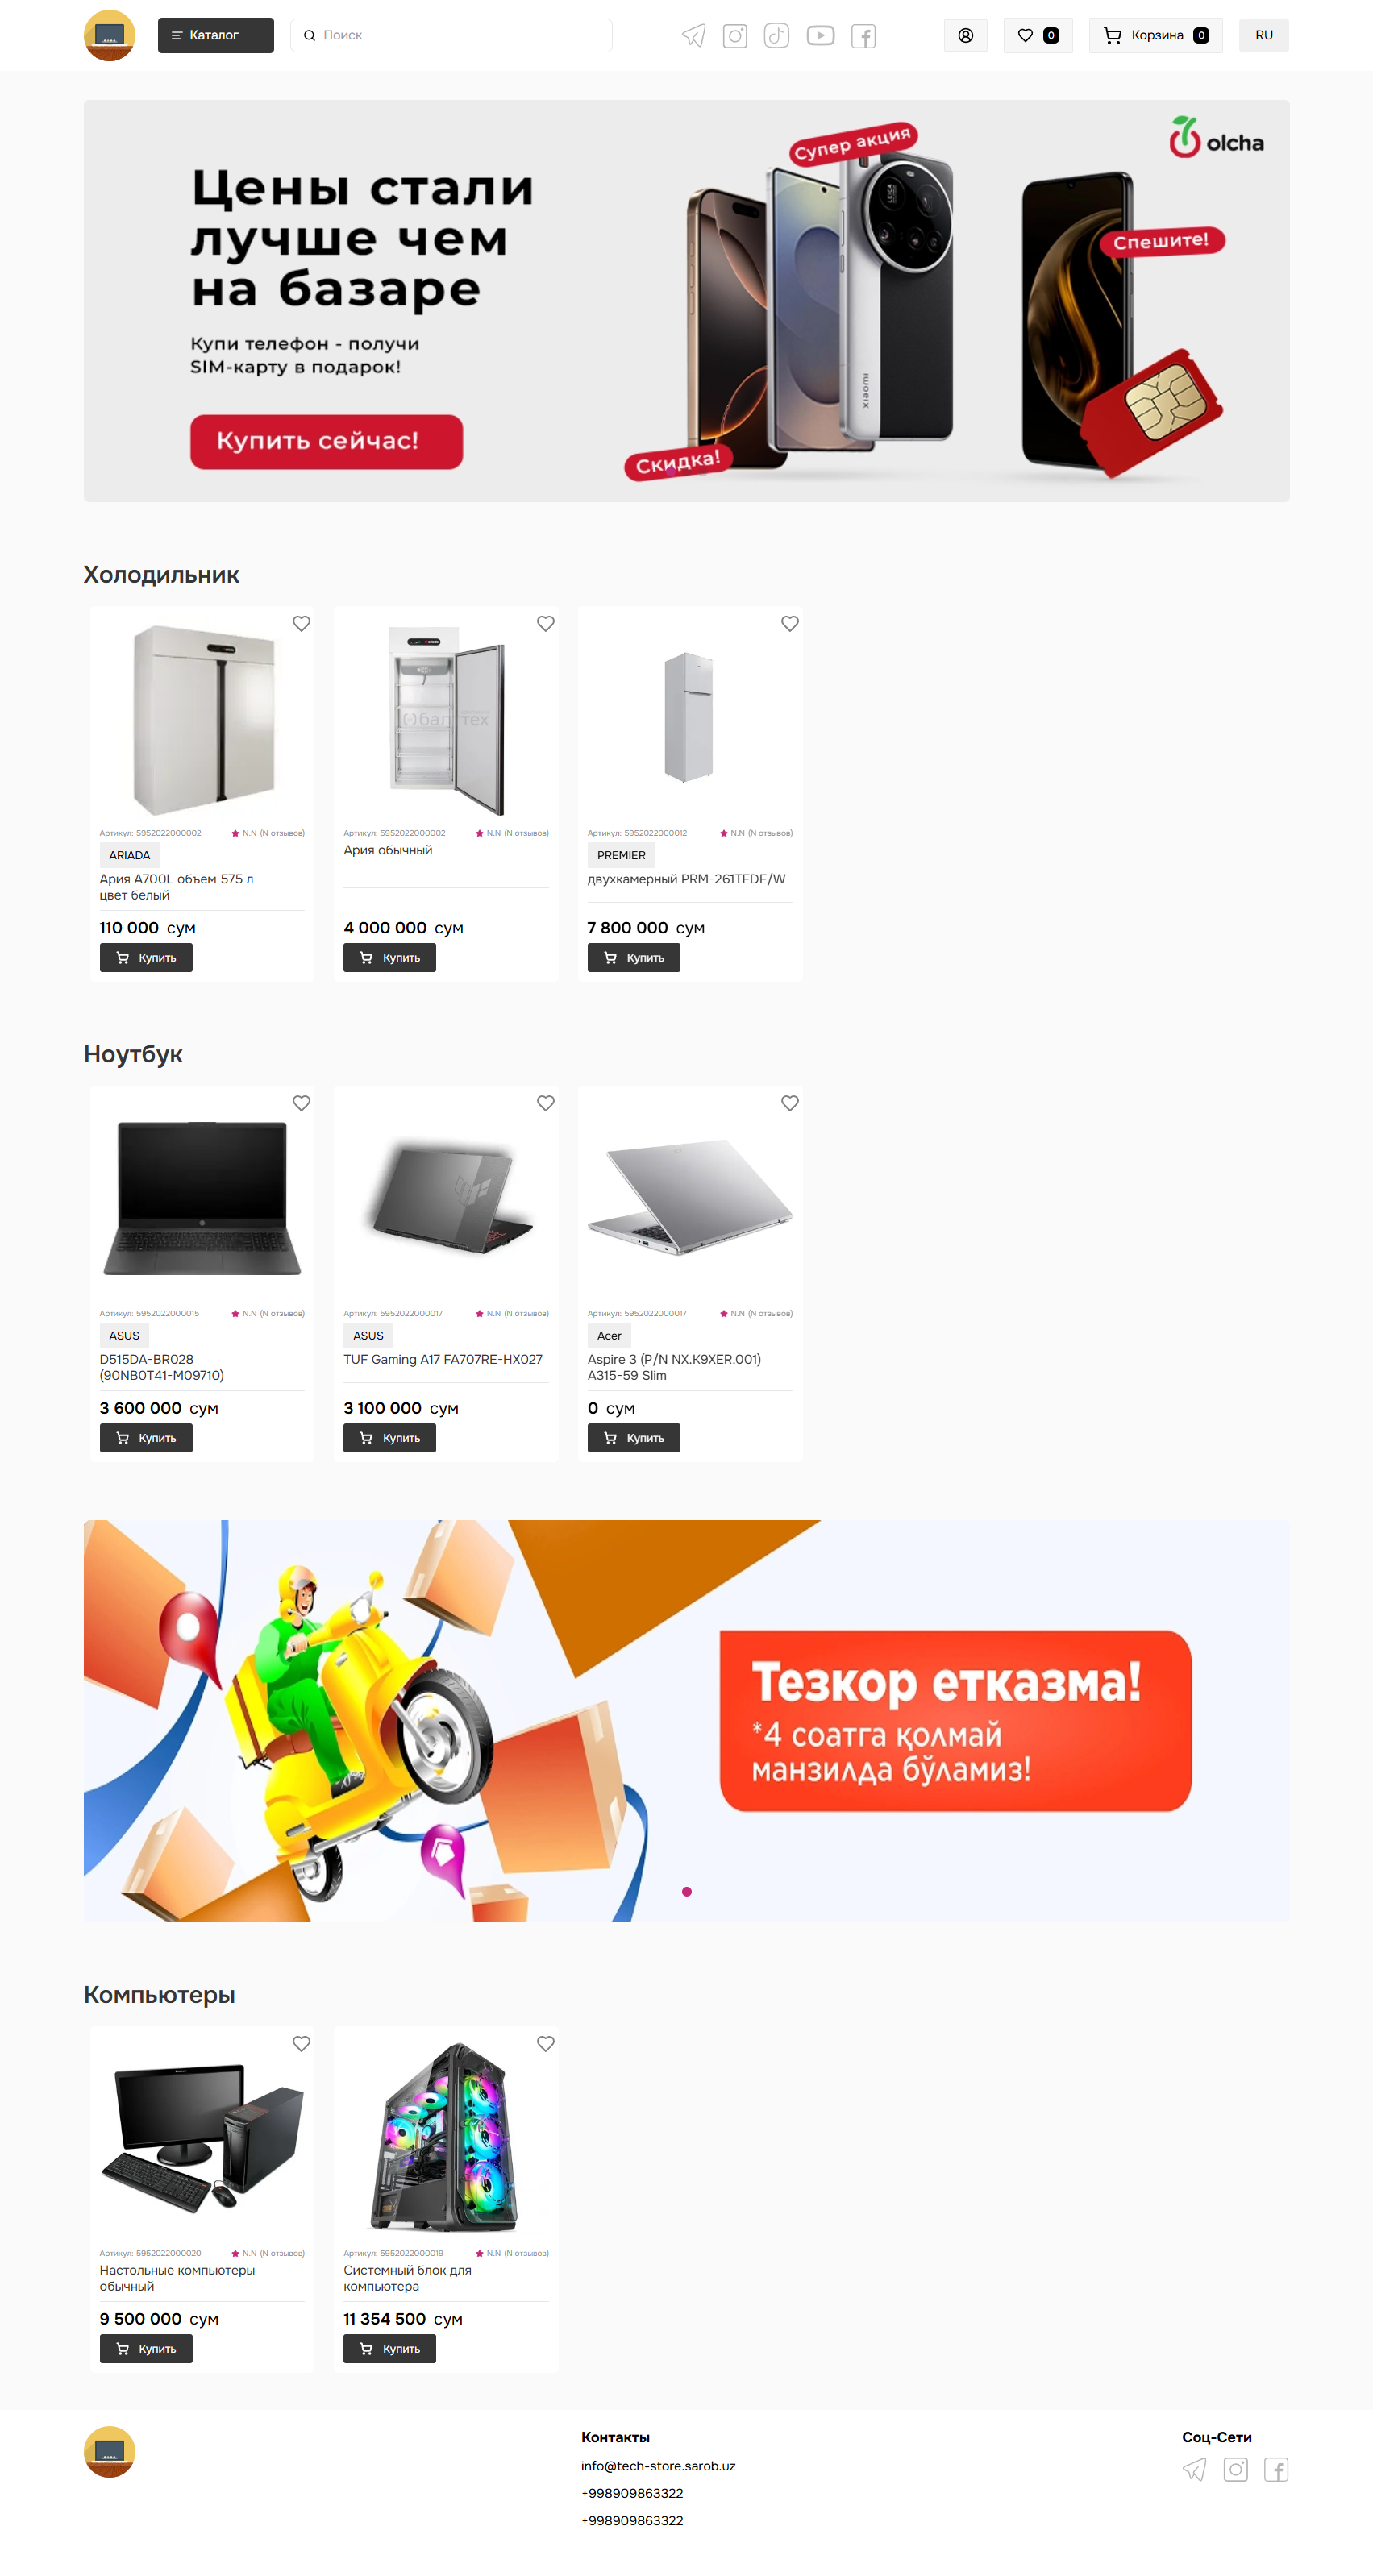 Каталог
Поиск
0
Корзина 0
RU
olcha
Супер акция
Цены стали
лучше чем
на базаре
Спешите!
Купи телефон - получи
SIM-карту в подарок!
LEICA
xiaomi
Купить сейчас!
Скидка!
Холодильник
Артикул: 5952022000002 N.N (N отзывов)
ARIADA
Ария A700L объем 575 л
цвет белый
110 000 сум
Купить
балттех
Артикул: 5952022000002 N.N (N отзывов)
Ария обычный
4 000 000 сум
Купить
Артикул: 5952022000012 N.N (N отзывов)
PREMIER
двухкамерный PRM-261TFDF/W
7 800 000 сум
Купить
Ноутбук
Артикул: 5952022000015 N.N (N отзывов)
ASUS
D515DA-BR028
(90NB0T41-M09710)
3 600 000 сум
Купить
Артикул: 5952022000017 N.N (N отзывов)
ASUS
TUF Gaming A17 FA707RE-HX027
3 100 000 сум
Купить
Артикул: 5952022000017 N.N (N отзывов)
Acer
Aspire 3 (P/N NX.K9XER.001)
A315-59 Slim
0 сум
Купить
Тезкор етказма!
*4 соатга қолмай
манзилда бўламиз!
Компьютеры
Артикул: 5952022000020 N.N (N отзывов)
Настольные компьютеры
обычный
9 500 000 сум
Купить
Артикул: 5952022000019 N.N (N отзывов)
Системный блок для
компьютера
11 354 500 сум
Купить
Контакты
info@tech-store.sarob.uz
+998909863322
+998909863322
Соц-Сети